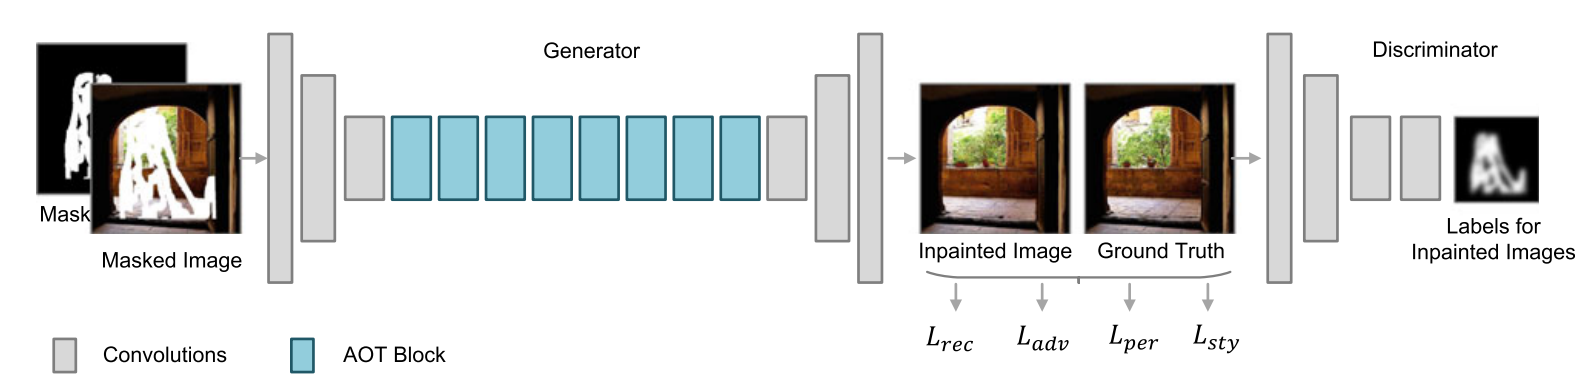 Generator
Discriminator
Mask
Masked Image
Inpainted Image
Ground Truth
Labels for
Inpainted Images
L_{rec}
L_{adv}
L_{per}
L_{sty}
Convolutions
AOT Block